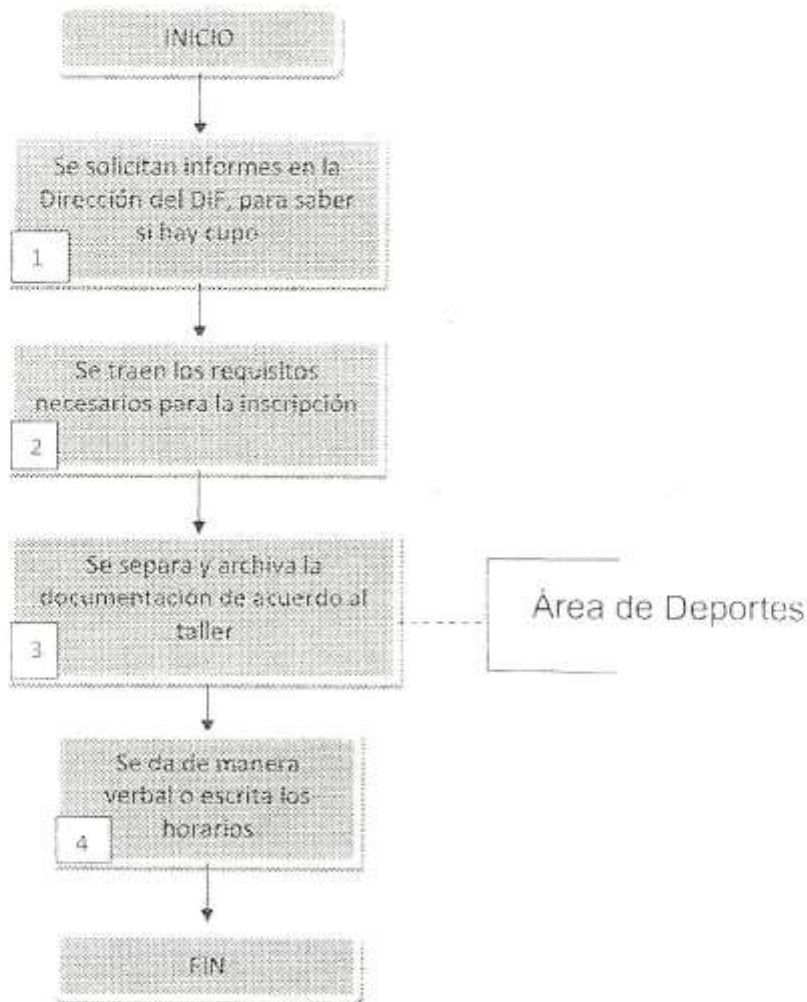 INICIO
Se solicitan informes en la
Dirección del DIF, para saber
si hay cupo
1
Se traen los requisitos
necesarios para la inscripción
2
Se separa y archiva la
documentación de acuerdo al
taller
3
Área de Deportes
Se da de manera
verbal o escrita los
horarios
4
FIN